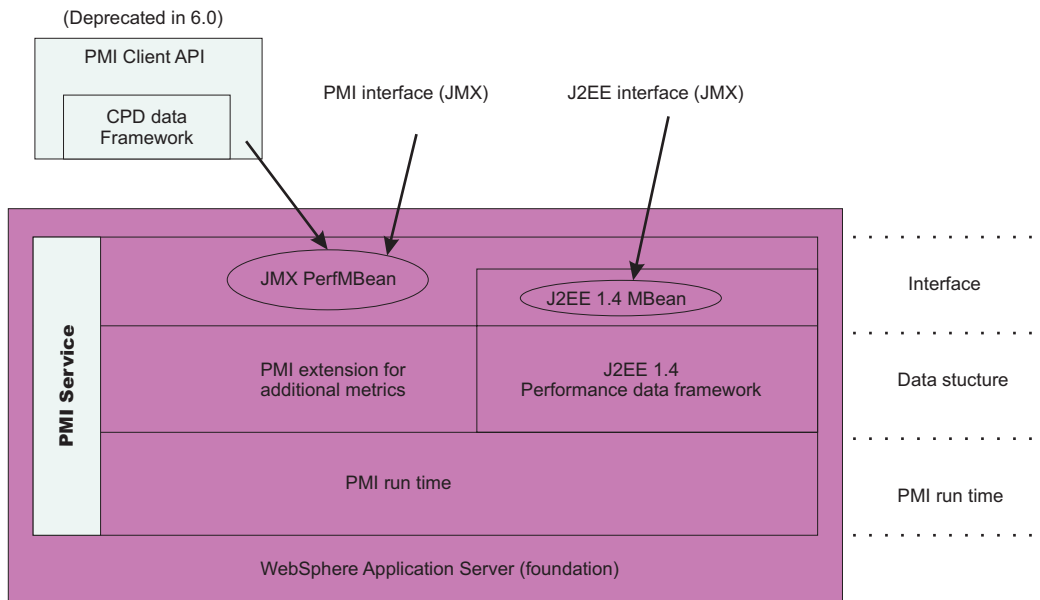 (Deprecated in 6.0)
PMI Client API
CPD data
Framework
PMI interface (JMX)
J2EE interface (JMX)
PMI Service
JMX PerfMBean
J2EE 1.4 MBean
Interface
PMI extension for
additional metrics
J2EE 1.4
Performance data framework
Data stucture
PMI run time
PMI run time
WebSphere Application Server (foundation)